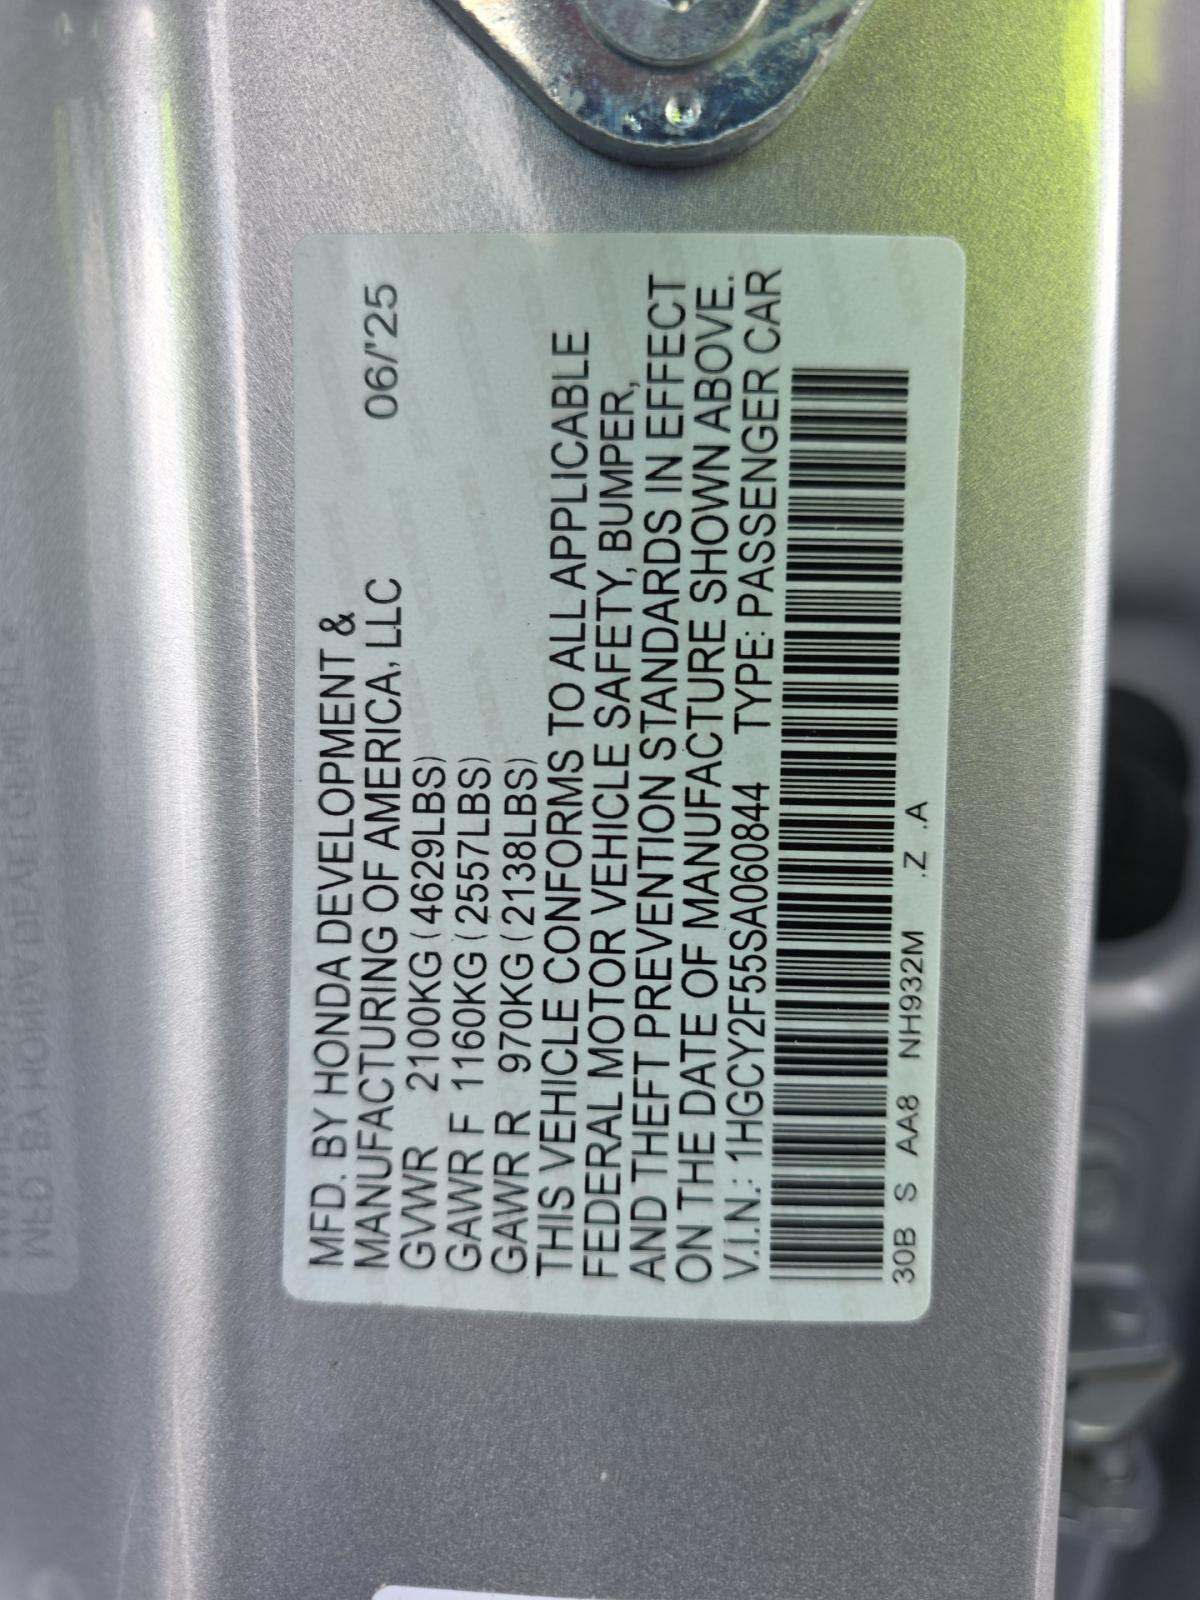 MFD. BY HONDA DEVELOPMENT &
MANUFACTURING OF AMERICA, LLC 06/'25
GVWR 2100KG (4629LBS)
GAWR F 1160KG (2557LBS)
GAWR R 970KG (2138LBS)
THIS VEHICLE CONFORMS TO ALL APPLICABLE
FEDERAL MOTOR VEHICLE SAFETY, BUMPER,
AND THEFT PREVENTION STANDARDS IN EFFECT
ON THE DATE OF MANUFACTURE SHOWN ABOVE.
V.I.N.: 1HGCY2F55SA060844 TYPE: PASSENGER CAR
30B S AA8 NH932M .Z .A